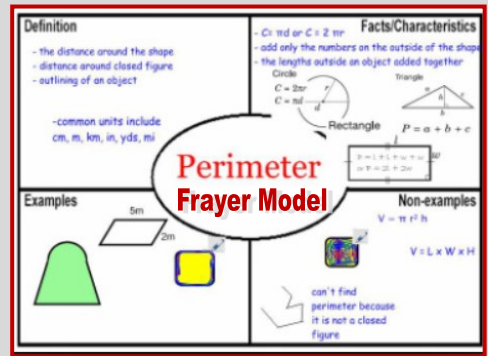 Definition
- the distance around the shape
- distance around closed figure
- outlining of an object
-common units include
cm, m, km, in, yds, mi
Facts/Characteristics
- C= πd or C = 2 πr
- add only the numbers on the outside of the shape
- the lengths outside an object added together
Circle
C = 2πr
C = πd
r
d
Triangle
a
h
c
b
P = a + b + c
Rectangle
l
w
P = l + l + w + w
or P = 2l + 2w
Perimeter
Frayer Model
Examples
5m
2m
Non-examples
V = π r² h
V = L x W x H
can't find
perimeter because
it is not a closed
figure